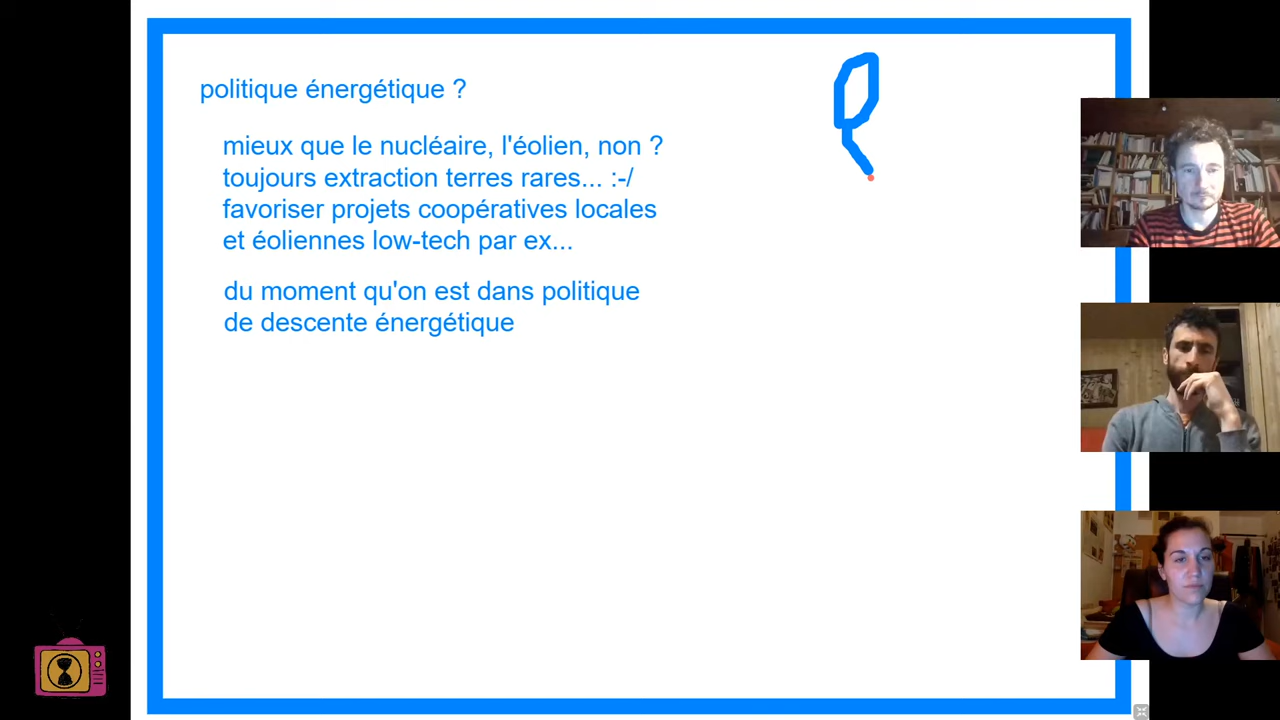 politique énergétique ?
mieux que le nucléaire, l'éolien, non ?
toujours extraction terres rares... :-/
favoriser projets coopératives locales
et éoliennes low-tech par ex...
du moment qu'on est dans politique
de descente énergétique